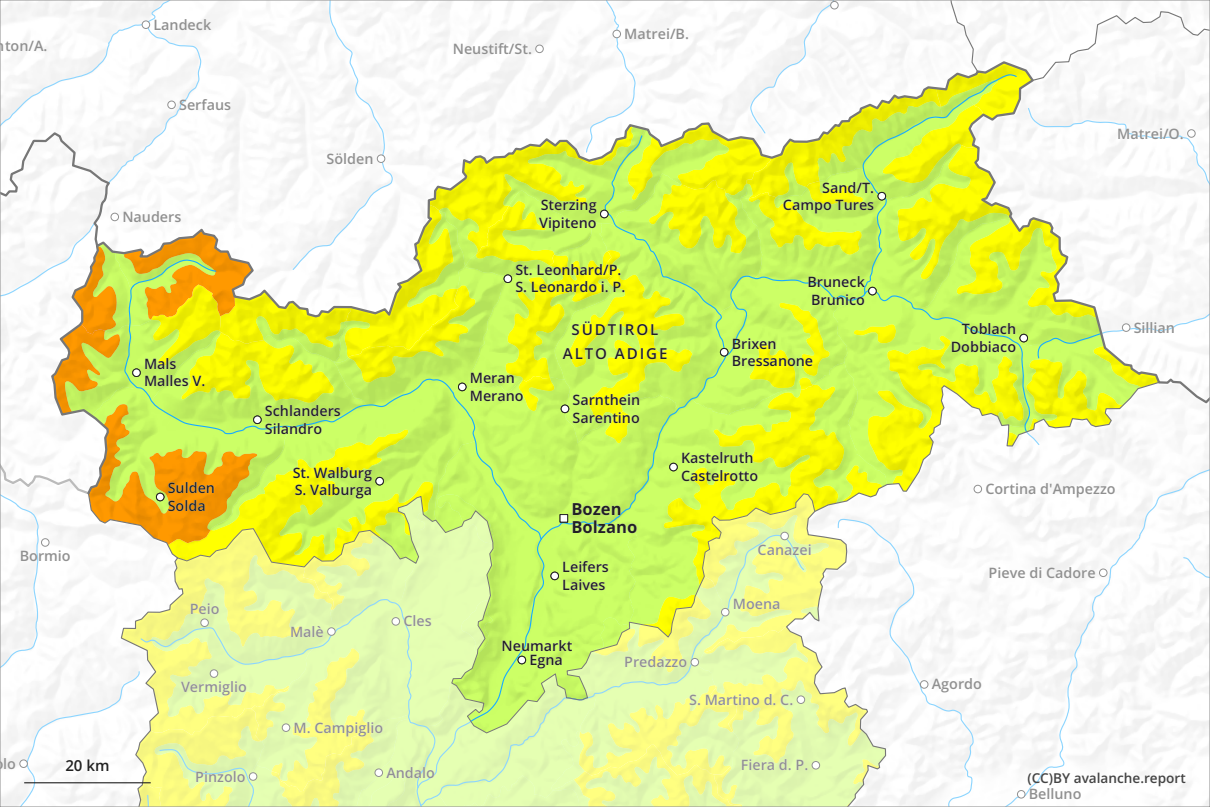 Landeck
Matrei/B.
Neustift/St.
nton/A.
Serfaus
Matrei/O.
Sölden
Sand/T.
Campo Tures
Nauders
Sterzing
Vipiteno
St. Leonhard/P.
S. Leonardo i. P.
Bruneck
Brunico
SÜDTIROL
ALTO ADIGE
Toblach
Dobbiaco
Sillian
Brixen
Bressanone
Mals
Malles V.
Meran
Merano
Sarnthein
Sarentino
Schlanders
Silandro
Kastelruth
Castelrotto
St. Walburg
S. Valburga
Sulden
Solda
Cortina d'Ampezzo
Bozen
Bolzano
Bormio
Canazei
Leifers
Laives
Pieve di Cadore
Peio
Moena
Malè
Cles
Neumarkt
Egna
Predazzo
Vermiglio
Agordo
S. Martino d. C.
M. Campiglio
olo
20 km
Pinzolo
Andalo
Fiera d. P.
(CC)BY avalanche.report
Belluno